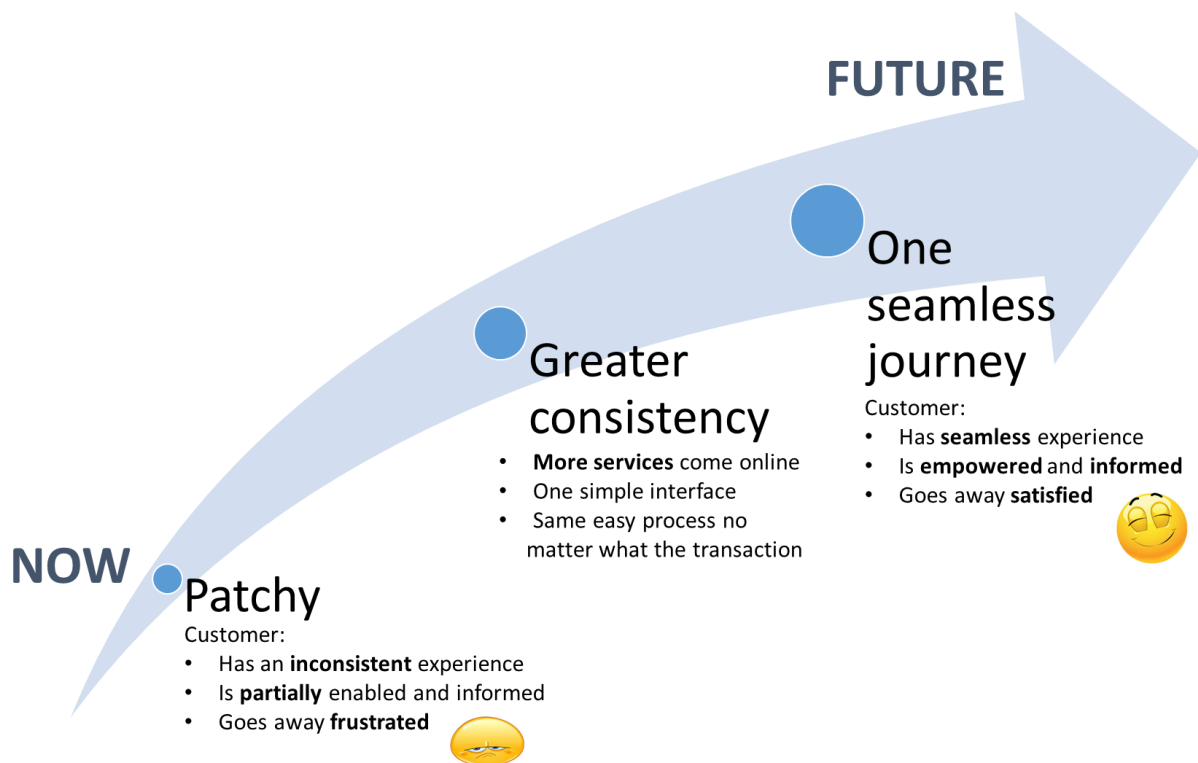 FUTURE
One
seamless
journey
Customer:
• Has seamless experience
• Is empowered and informed
• Goes away satisfied
Greater
consistency
• More services come online
• One simple interface
• Same easy process no
matter what the transaction
NOW
Patchy
Customer:
• Has an inconsistent experience
• Is partially enabled and informed
• Goes away frustrated